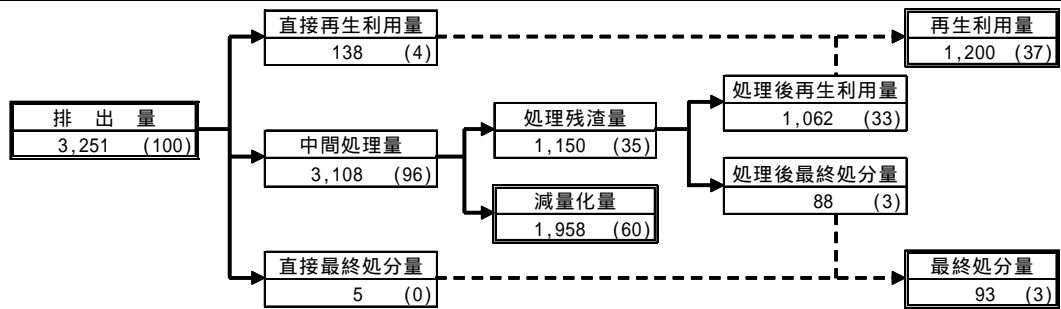 直接再生利用量
138 (4)
再生利用量
1,200 (37)
排 出 量
3,251 (100)
中間処理量
3,108 (96)
処理残渣量
1,150 (35)
処理後再生利用量
1,062 (33)
減量化量
1,958 (60)
処理後最終処分量
88 (3)
直接最終処分量
5 (0)
最終処分量
93 (3)